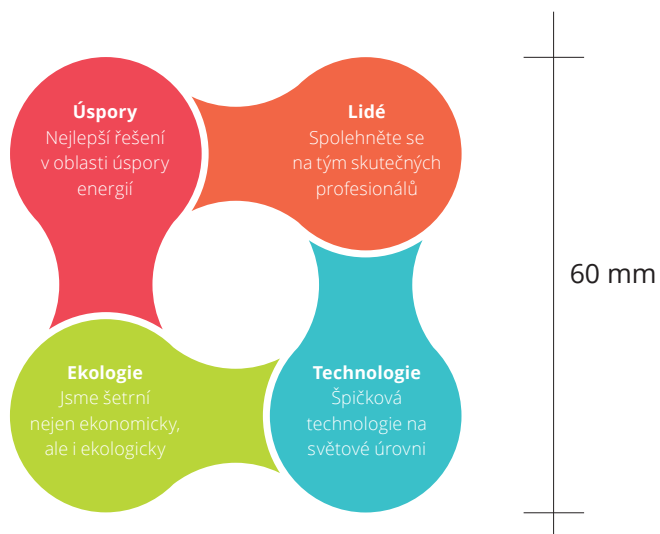 Úspory
Nejlepší řešení
v oblasti úspory
energií
Lidé
Spolehněte se
na tým skutečných
profesionálů
60 mm
Ekologie
Jsme šetrní
nejen ekonomicky,
ale i ekologicky
Technologie
Špičková
technologie na
světové úrovni